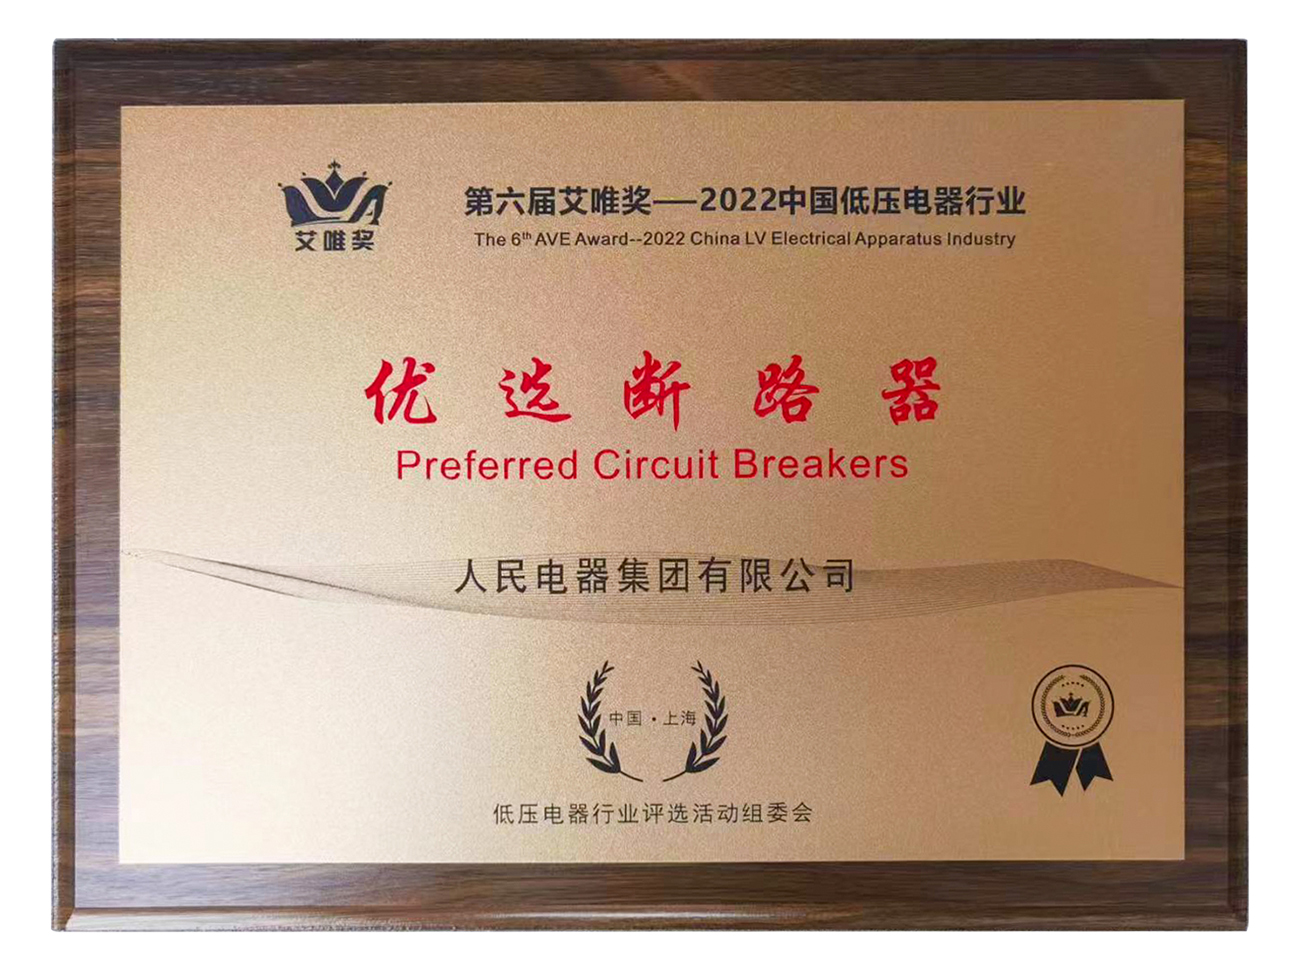 艾唯奖
第六届艾唯奖——2022中国低压电器行业
The 6th AVE Award--2022 China LV Electrical Apparatus Industry
优选断路器
Preferred Circuit Breakers
人民电器集团有限公司
中国·上海
低压电器行业评选活动组委会